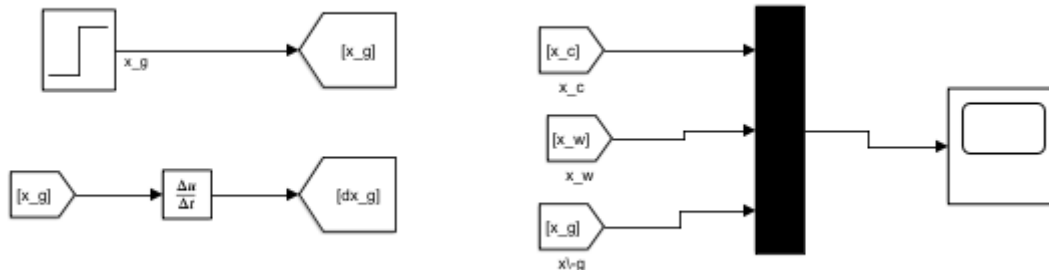 x_g
[x_g]
[x_g]
Δu
Δt
[dx_g]
[x_c]
x_c
[x_w]
x_w
[x_g]
x\-g